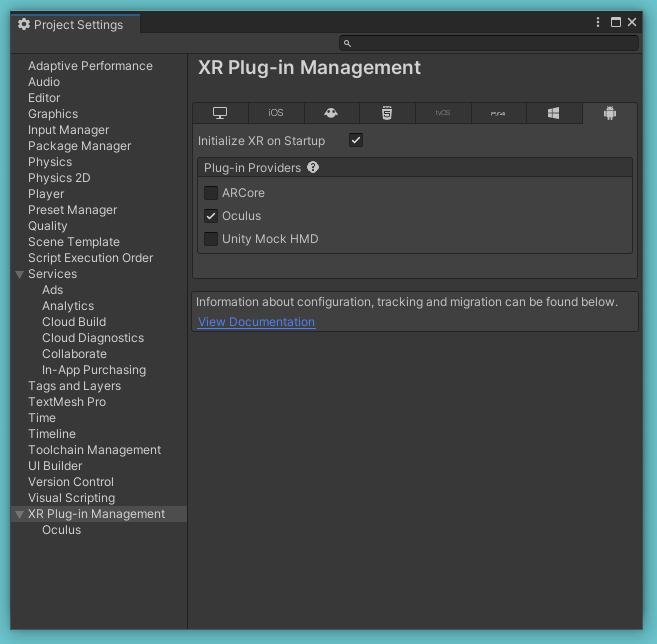 Project Settings
XR Plug-in Management
Adaptive Performance
Audio
Editor
Graphics
Input Manager
Package Manager
Physics
Physics 2D
Player
Preset Manager
Quality
Scene Template
Script Execution Order
Services
Ads
Analytics
Cloud Build
Cloud Diagnostics
Collaborate
In-App Purchasing
Tags and Layers
TextMesh Pro
Time
Timeline
Toolchain Management
UI Builder
Version Control
Visual Scripting
XR Plug-in Management
Oculus
iOS
tvOS
PS4
Initialize XR on Startup
Plug-in Providers ?
ARCore
Oculus
Unity Mock HMD
Information about configuration, tracking and migration can be found below.
View Documentation